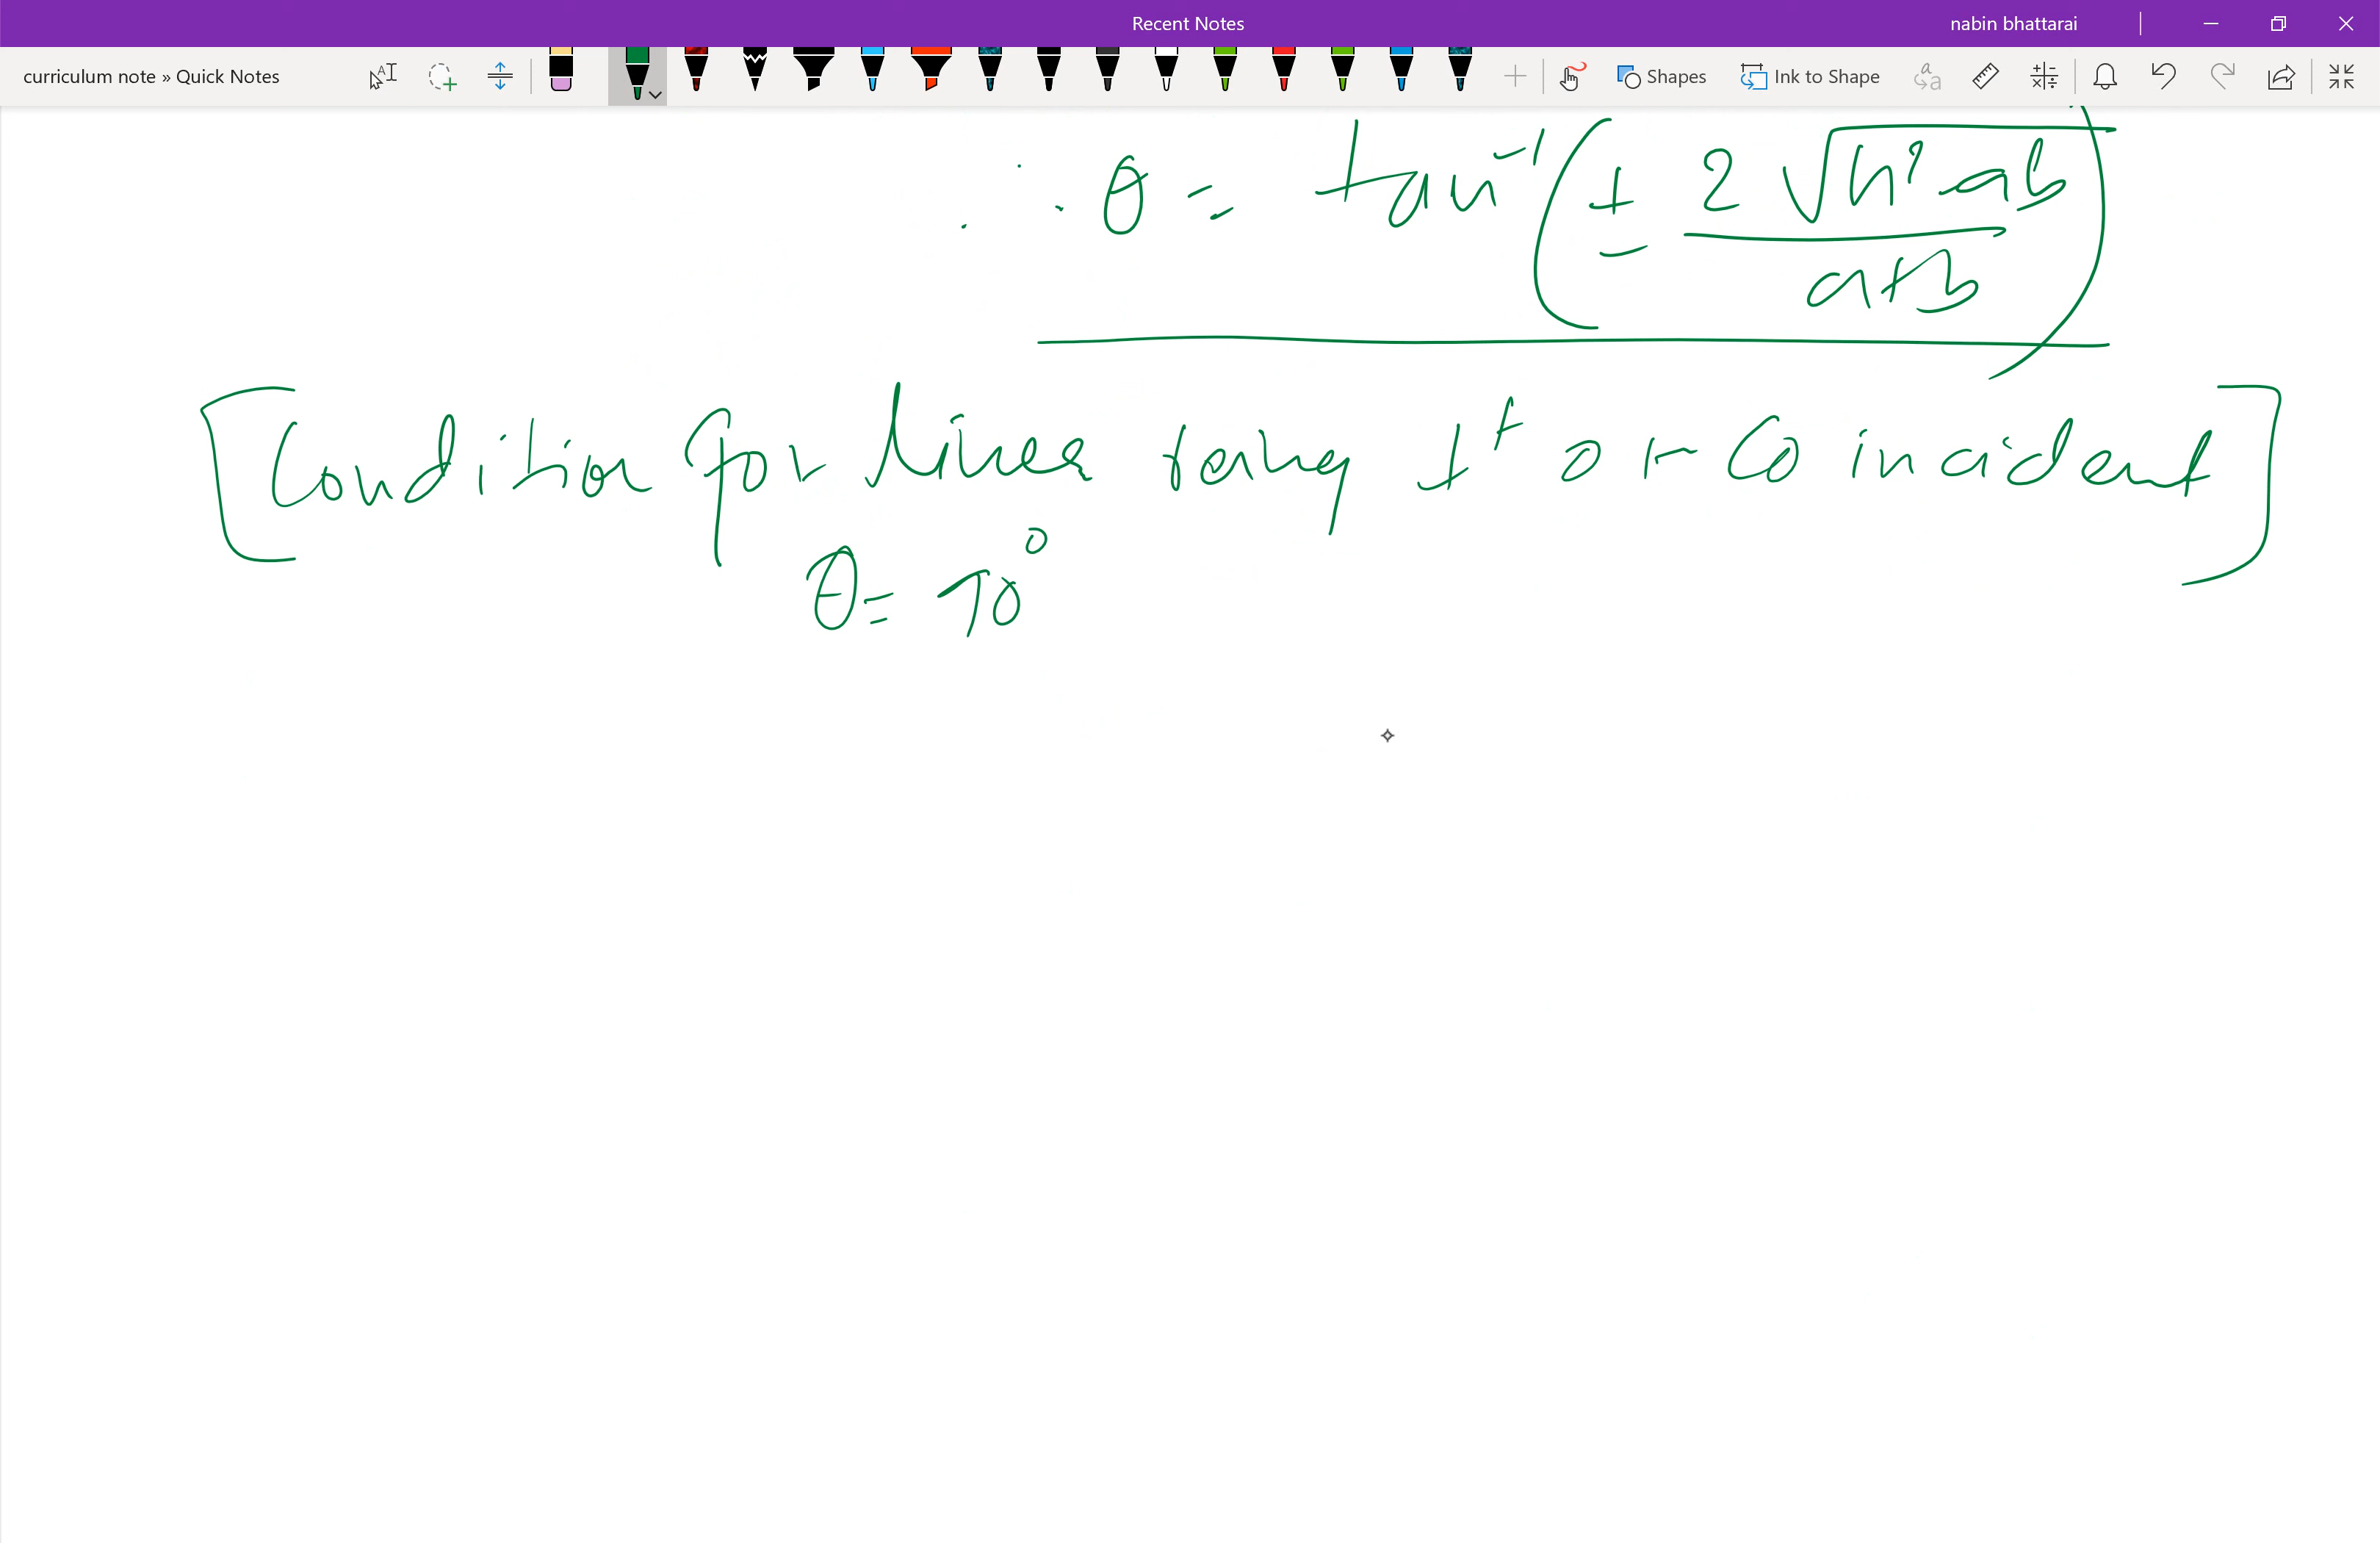 Recent Notes
nabin bhattarai
curriculum note » Quick Notes
Shapes
Ink to Shape
∴ θ = tan⁻¹(± 2√(h²-ab) / a+b)
[Condition for lines being ⊥ʳ or Coincident]
θ = 90°